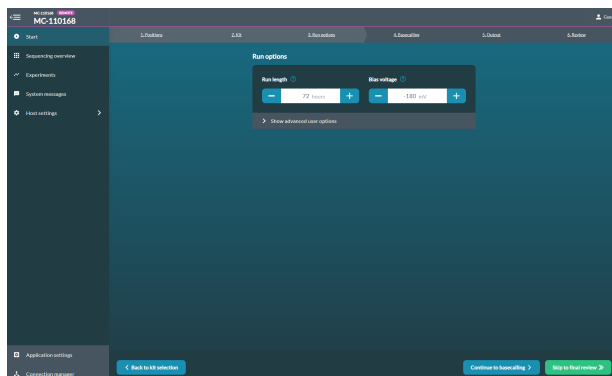 MC-110168 REMOTE
MC-110168
Start
Sequencing overview
Experiments
System messages
Host settings
Application settings
Connection manager
1. Positions 2. Kit 3. Run options 4. Basecalling 5. Output 6. Review
Run options
Run length Bias voltage
72 hours -180 mV
Show advanced user options
Back to kit selection Continue to basecalling Skip to final review